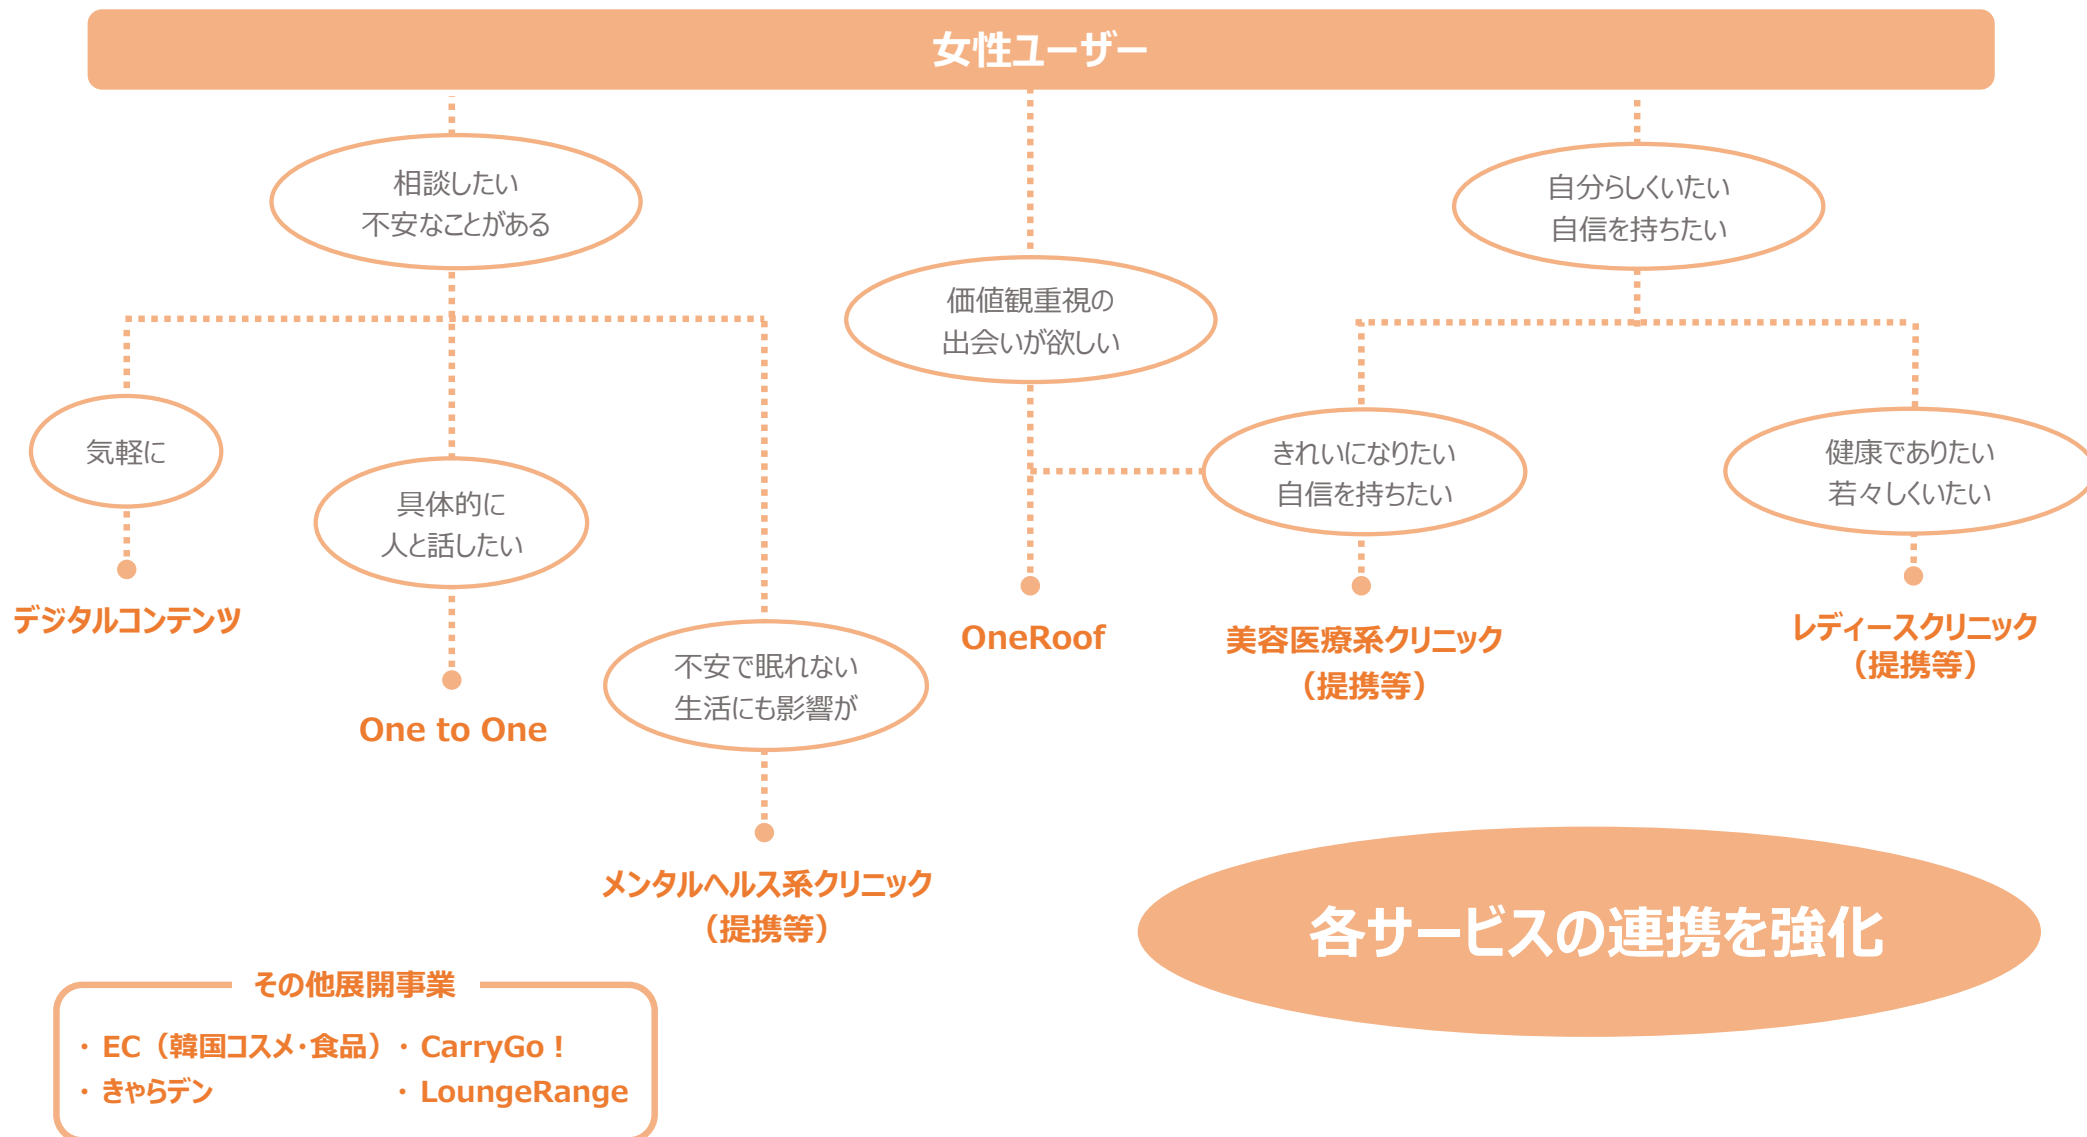 女性ユーザー
相談したい
不安なことがある
価値観重視の
出会いが欲しい
自分らしくいたい
自信を持ちたい
気軽に
具体的に
人と話したい
不安で眠れない
生活にも影響が
きれいになりたい
自信を持ちたい
健康でありたい
若々しくいたい
デジタルコンテンツ
One to One
メンタルヘルス系クリニック
（提携等）
OneRoof
美容医療系クリニック
（提携等）
レディースクリニック
（提携等）
各サービスの連携を強化
その他展開事業
・ EC（韓国コスメ・食品）
・ CarryGo！
・ きゃらデン
・ LoungeRange